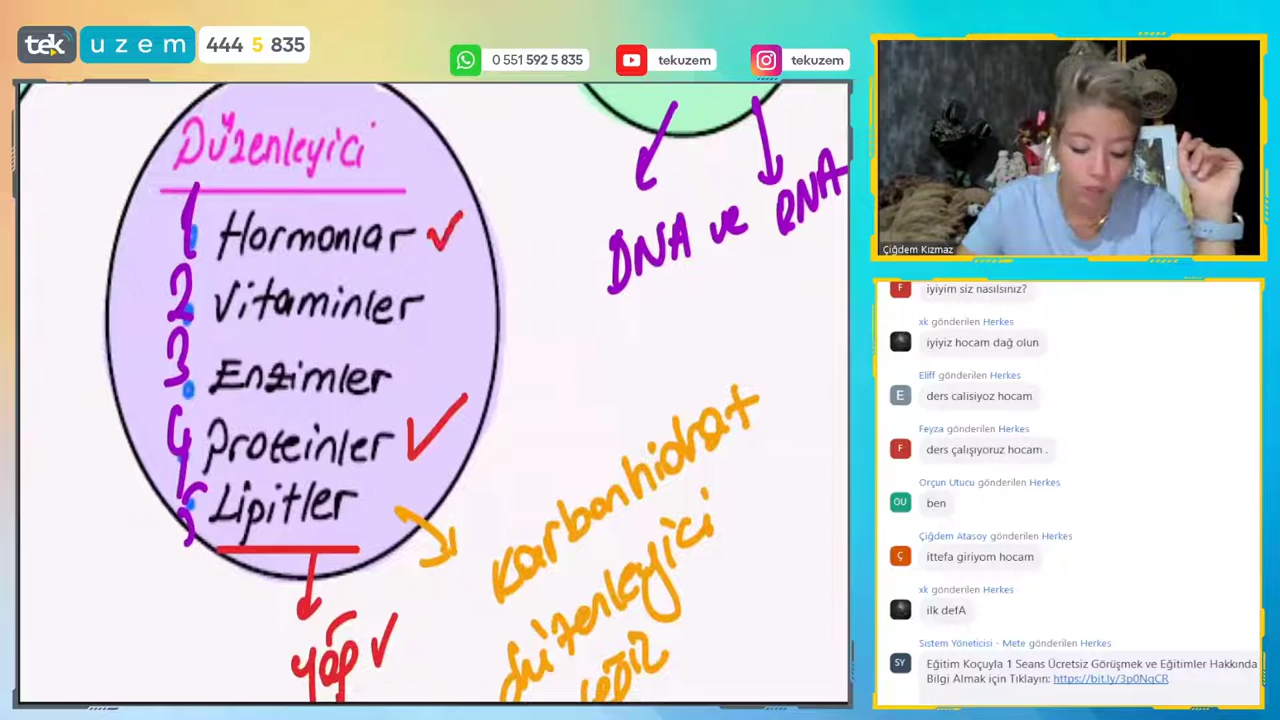 tek
uzem
444 5 835
0 551 592 5 835
tekuzem
tekuzem
Düzenleyici
1 Hormonlar ✓
2 Vitaminler
3 Enzimler
4 Proteinler ✓
5 Lipitler
yağ ✓
DNA ve RNA
Karbonhidrat
düzenleyici
değil
Çiğdem Kızmaz
F
iyiyim siz nasılsınız?
xk gönderilen Herkes
iyiyiz hocam dağ olun
Eliff gönderilen Herkes
E
ders calisiyoz hocam
Feyza gönderilen Herkes
F
ders çalışıyoruz hocam .
Orçun Utucu gönderilen Herkes
OU
ben
Çiğdem Atasoy gönderilen Herkes
Ç
ittefa giriyom hocam
xk gönderilen Herkes
ilk defA
Sistem Yöneticisi - Mete gönderilen Herkes
SY
Eğitim Koçuyla 1 Seans Ücretsiz Görüşmek ve Eğitimler Hakkında
Bilgi Almak için Tıklayın: https://bit.ly/3p0NqCR